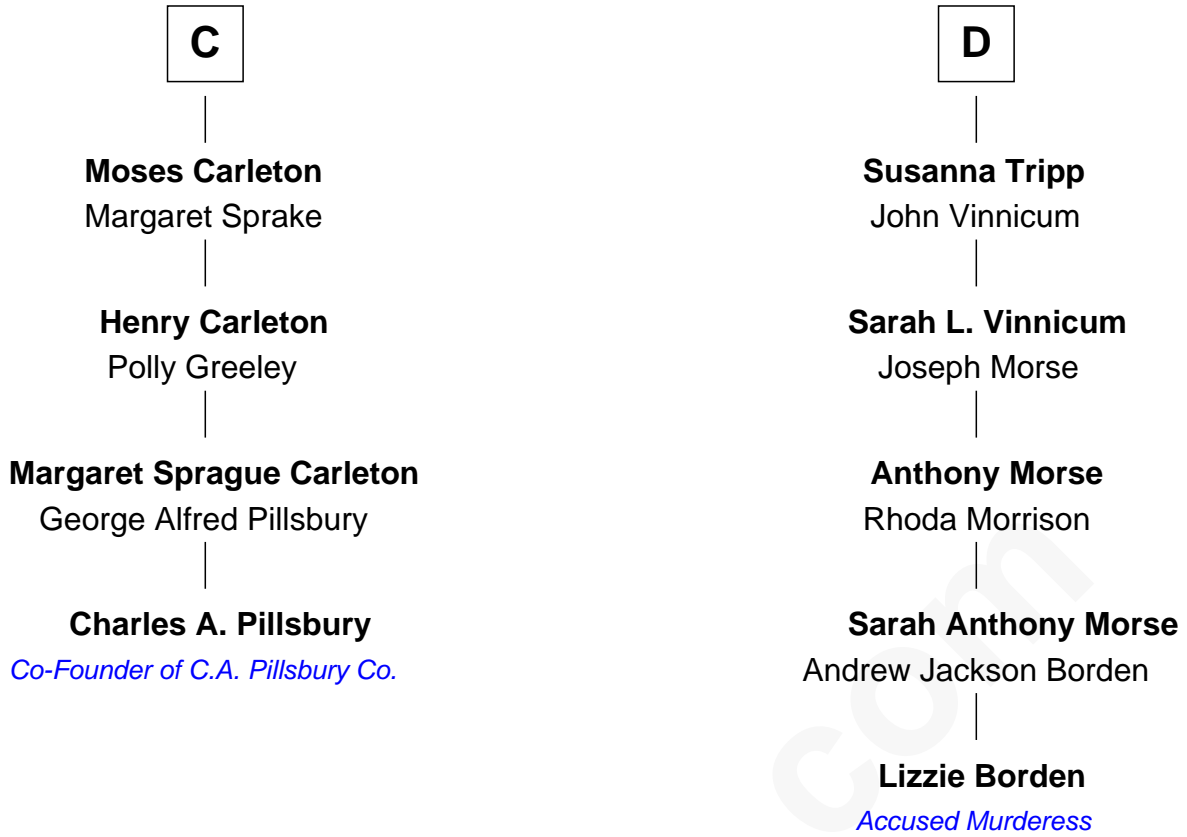 C
Moses Carleton
Margaret Sprake
Henry Carleton
Polly Greeley
Margaret Sprague Carleton
George Alfred Pillsbury
Charles A. Pillsbury
Co-Founder of C.A. Pillsbury Co.
D
Susanna Tripp
John Vinnicum
Sarah L. Vinnicum
Joseph Morse
Anthony Morse
Rhoda Morrison
Sarah Anthony Morse
Andrew Jackson Borden
Lizzie Borden
Accused Murderess
com